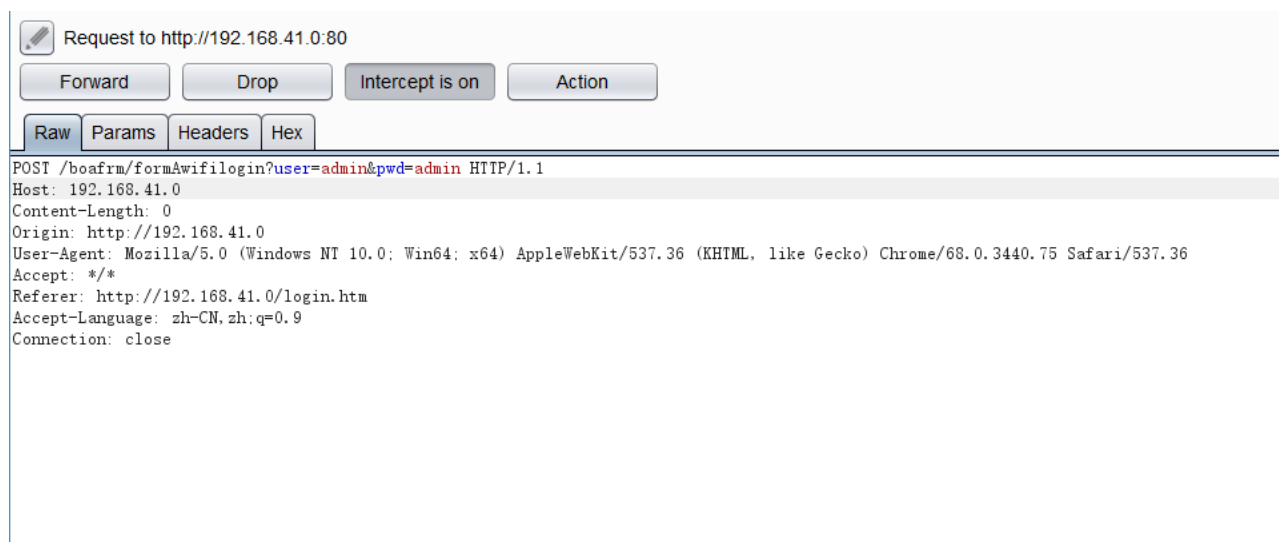 Request to http://192.168.41.0:80
Forward Drop Intercept is on Action
Raw Params Headers Hex
POST /boafrm/formAwifilogin?user=admin&pwd=admin HTTP/1.1
Host: 192.168.41.0
Content-Length: 0
Origin: http://192.168.41.0
User-Agent: Mozilla/5.0 (Windows NT 10.0; Win64; x64) AppleWebKit/537.36 (KHTML, like Gecko) Chrome/68.0.3440.75 Safari/537.36
Accept: */*
Referer: http://192.168.41.0/login.htm
Accept-Language: zh-CN,zh;q=0.9
Connection: close